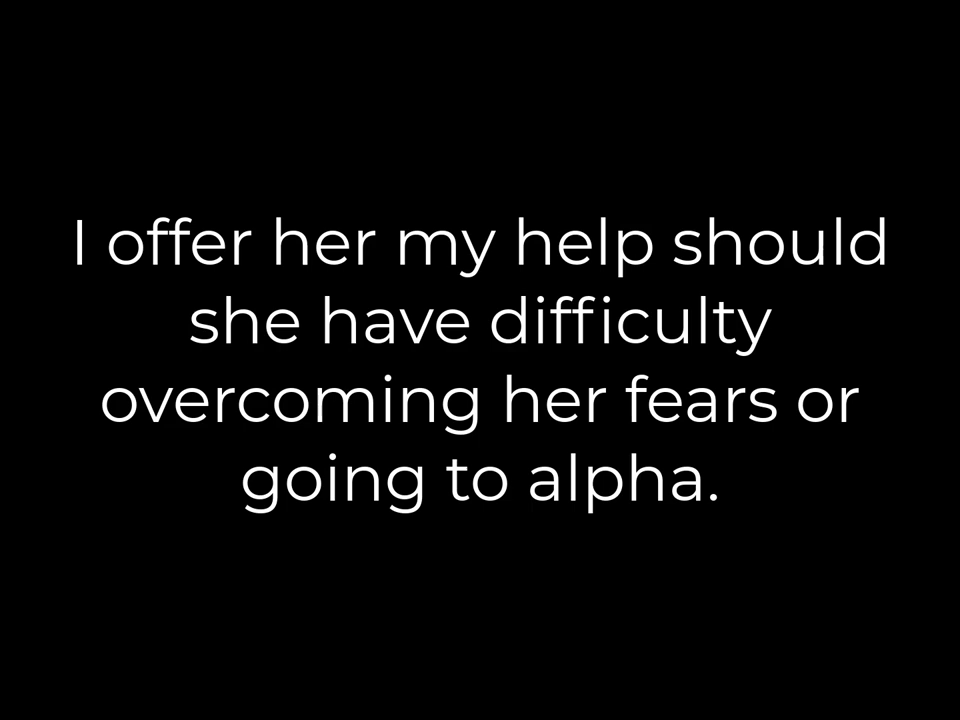 I offer her my help should
she have difficulty
overcoming her fears or
going to alpha.